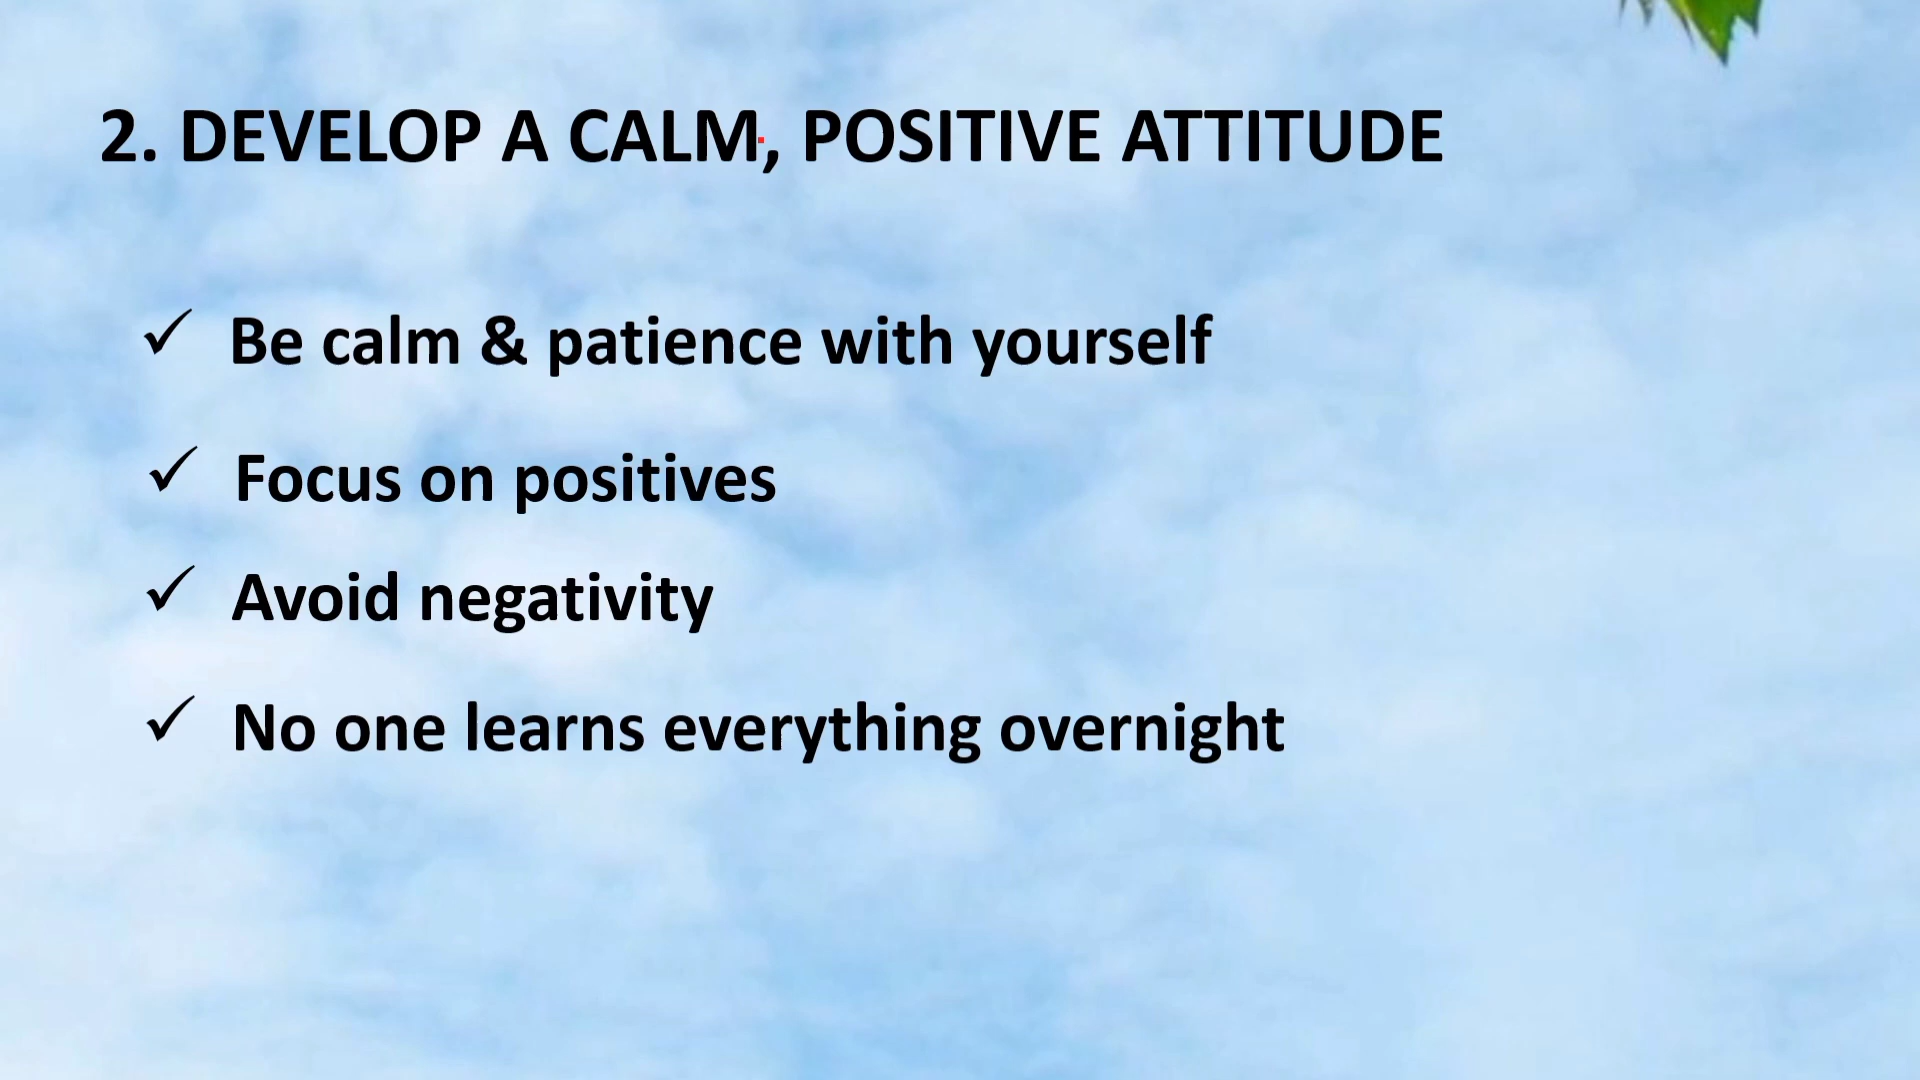 2. DEVELOP A CALM, POSITIVE ATTITUDE
✓ Be calm & patience with yourself
✓ Focus on positives
✓ Avoid negativity
✓ No one learns everything overnight